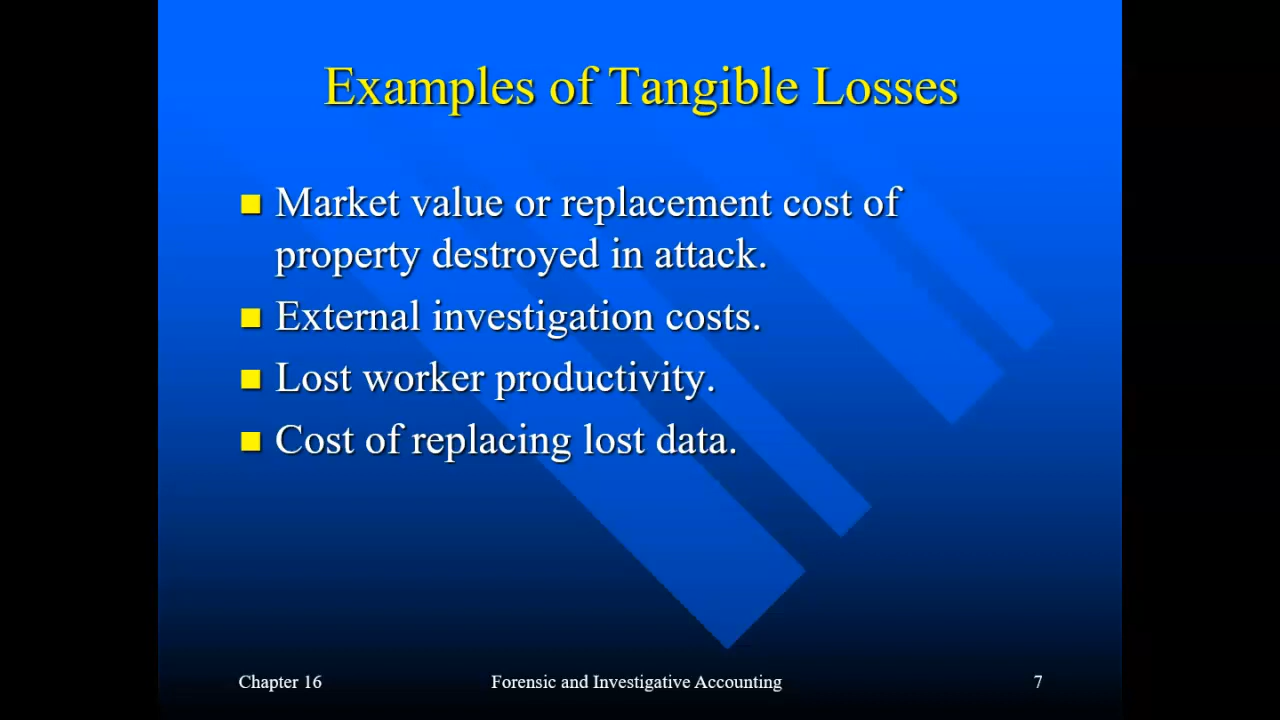 Examples of Tangible Losses
Market value or replacement cost of
property destroyed in attack.
External investigation costs.
Lost worker productivity.
Cost of replacing lost data.
Chapter 16
Forensic and Investigative Accounting
7